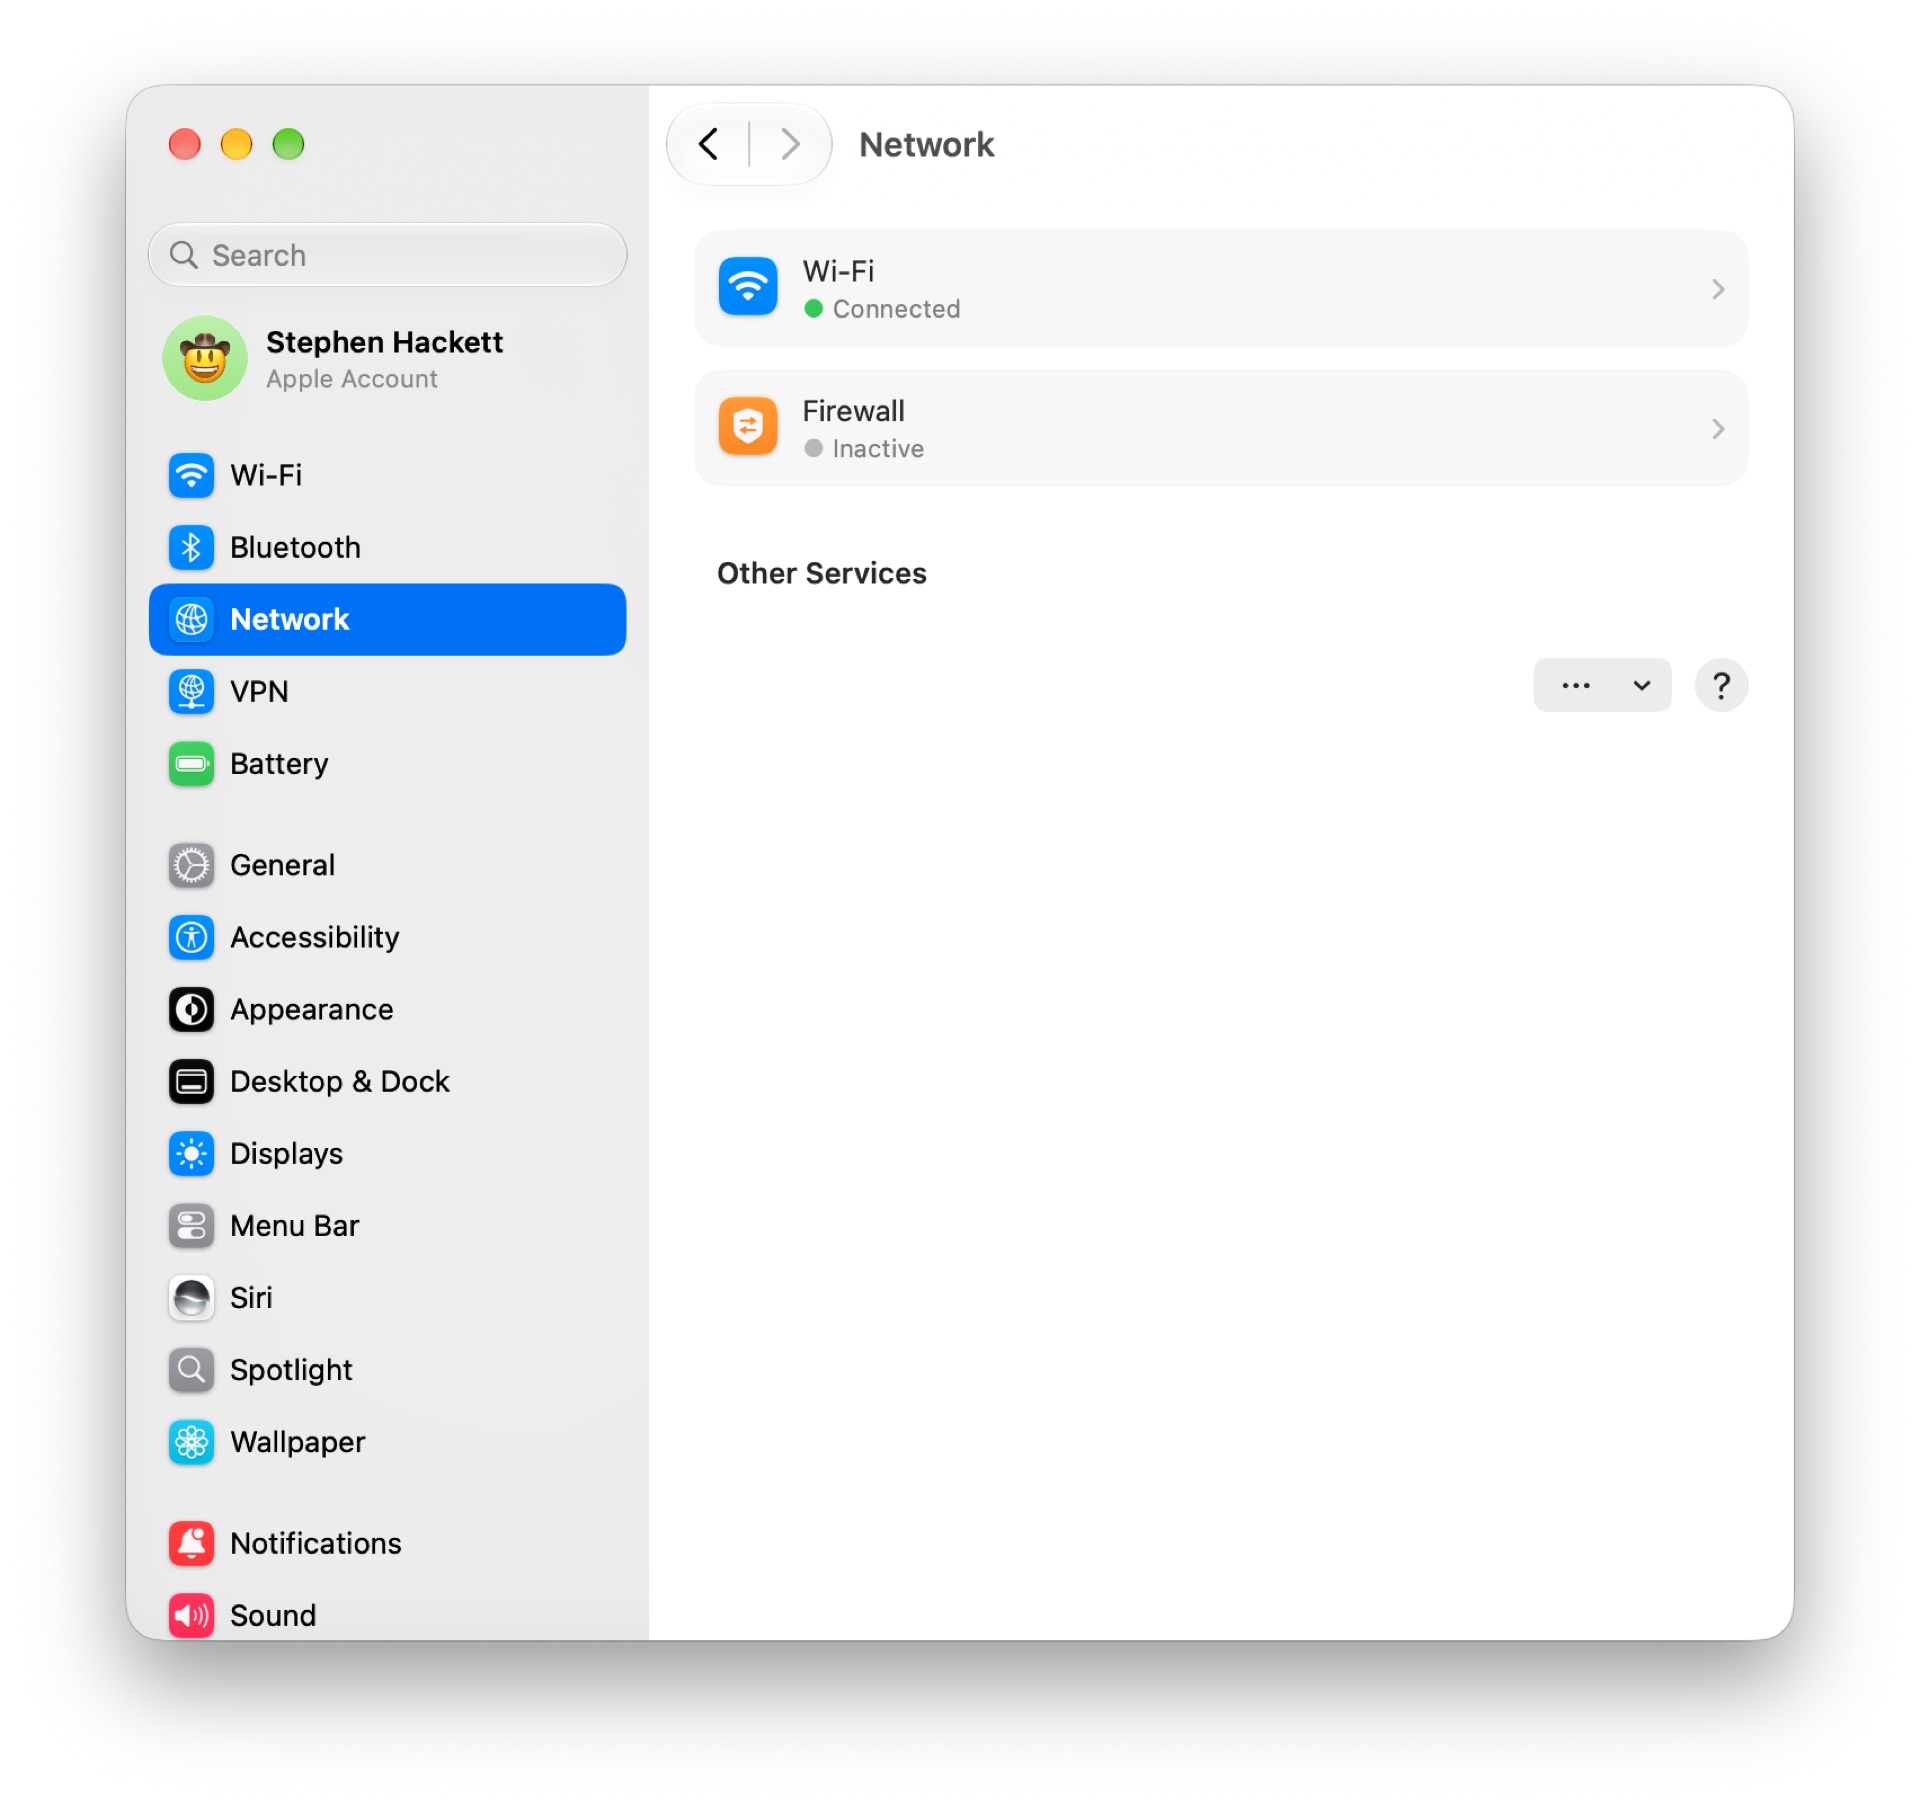 Network
Search
Stephen Hackett
Apple Account
Wi-Fi
Bluetooth
Network
VPN
Battery
General
Accessibility
Appearance
Desktop & Dock
Displays
Menu Bar
Siri
Spotlight
Wallpaper
Notifications
Sound
Wi-Fi
Connected
Firewall
Inactive
Other Services
...
?